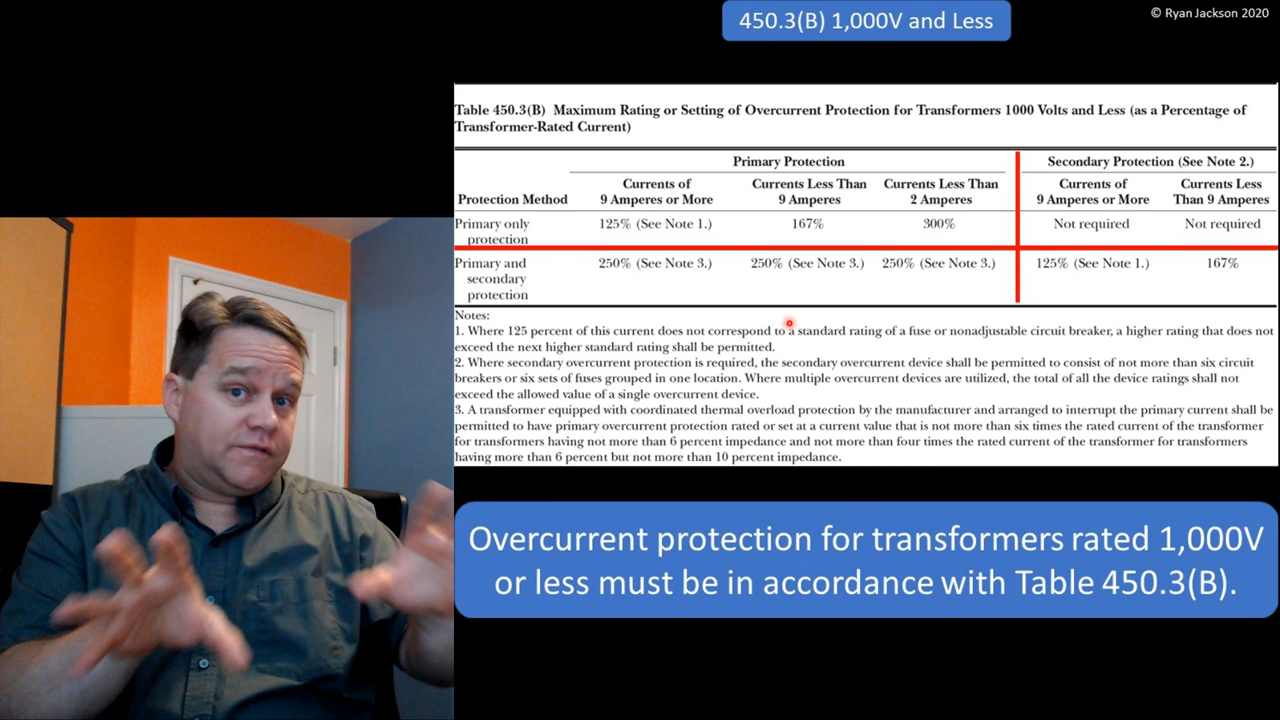 450.3(B) 1,000V and Less
© Ryan Jackson 2020
Table 450.3(B) Maximum Rating or Setting of Overcurrent Protection for Transformers 1000 Volts and Less (as a Percentage of
Transformer-Rated Current)
Primary Protection
Secondary Protection (See Note 2.)
Protection Method
Currents of
9 Amperes or More
Currents Less Than
9 Amperes
Currents Less Than
2 Amperes
Currents of
9 Amperes or More
Currents Less
Than 9 Amperes
Primary only
protection
125% (See Note 1.)
167%
300%
Not required
Not required
Primary and
secondary
protection
250% (See Note 3.)
250% (See Note 3.)
250% (See Note 3.)
125% (See Note 1.)
167%
Notes:
1. Where 125 percent of this current does not correspond to a standard rating of a fuse or nonadjustable circuit breaker, a higher rating that does not
exceed the next higher standard rating shall be permitted.
2. Where secondary overcurrent protection is required, the secondary overcurrent device shall be permitted to consist of not more than six circuit
breakers or six sets of fuses grouped in one location. Where multiple overcurrent devices are utilized, the total of all the device ratings shall not
exceed the allowed value of a single overcurrent device.
3. A transformer equipped with coordinated thermal overload protection by the manufacturer and arranged to interrupt the primary current shall be
permitted to have primary overcurrent protection rated or set at a current value that is not more than six times the rated current of the transformer
for transformers having not more than 6 percent impedance and not more than four times the rated current of the transformer for transformers
having more than 6 percent but not more than 10 percent impedance.
Overcurrent protection for transformers rated 1,000V
or less must be in accordance with Table 450.3(B).